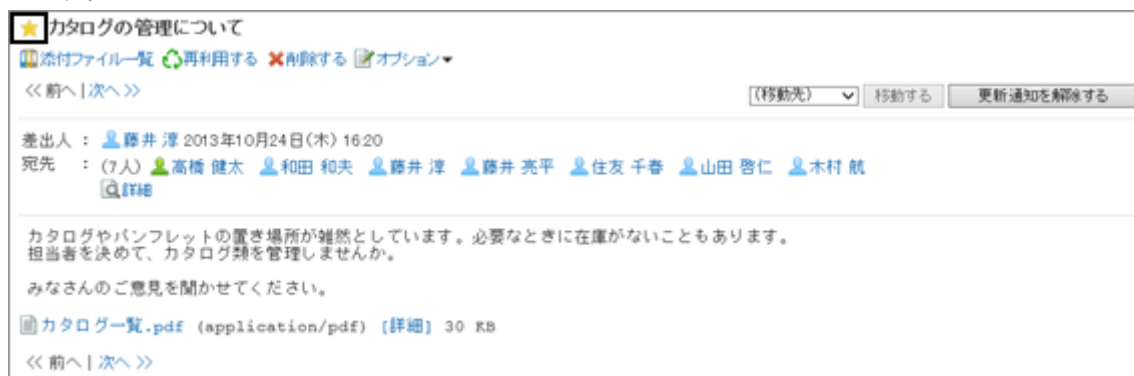 カタログの管理について
添付ファイル一覧 再利用する 削除する オプション▼
<< 前へ | 次へ >>
(移動先) 移動する 更新通知を解除する
差出人 : 藤井 淳 2013年10月24日(木) 16:20
宛先 : (7人) 高橋 健太 和田 和夫 藤井 淳 藤井 亮平 住友 千春 山田 啓仁 木村 航
詳細
カタログやパンフレットの置き場所が雑然としています。必要なときに在庫がないこともあります。
担当者を決めて、カタログ類を管理しませんか。
みなさんのご意見を聞かせてください。
カタログ一覧.pdf (application/pdf) [詳細] 30 KB
<< 前へ | 次へ >>